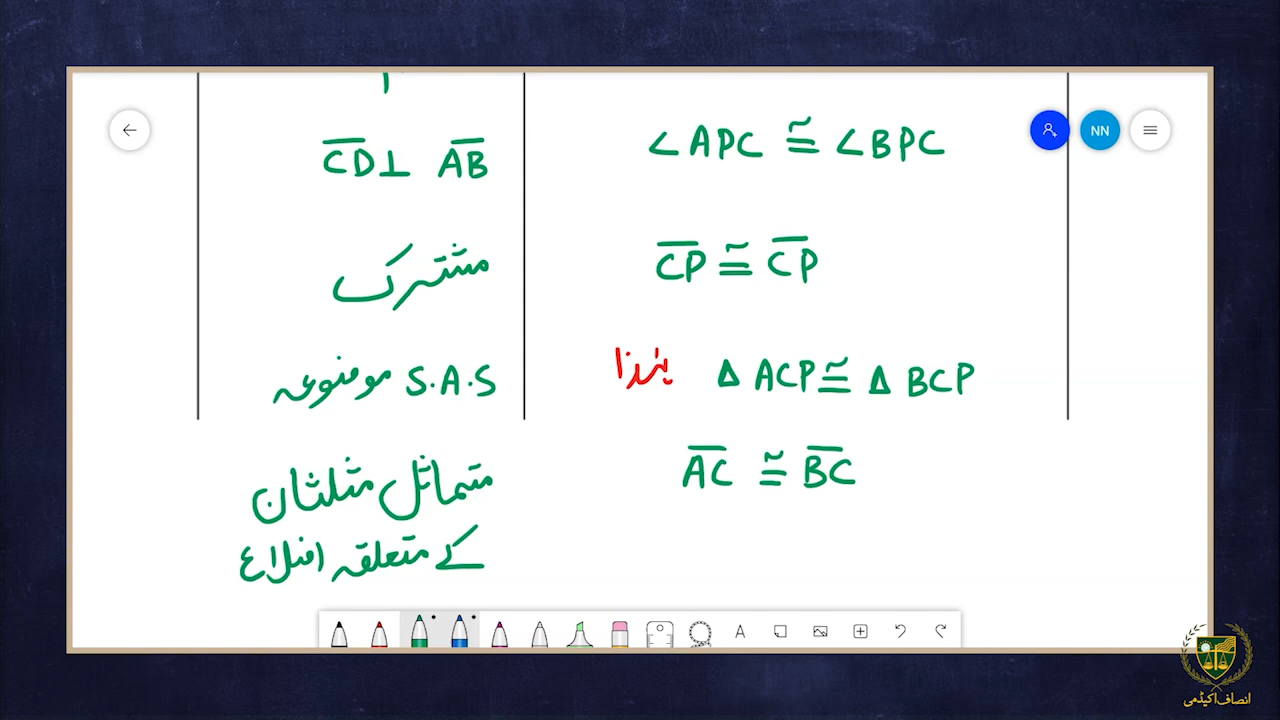 ∠APC ≅ ∠BPC
CD ⊥ AB
NN
CP ≅ CP
مشترک
لہٰذا ΔACP ≅ ΔBCP
S.A.S موضوعہ
AC ≅ BC
متماثل مثلثان
کے متعلقہ اضلاع
A
انصاف اکیڈمی